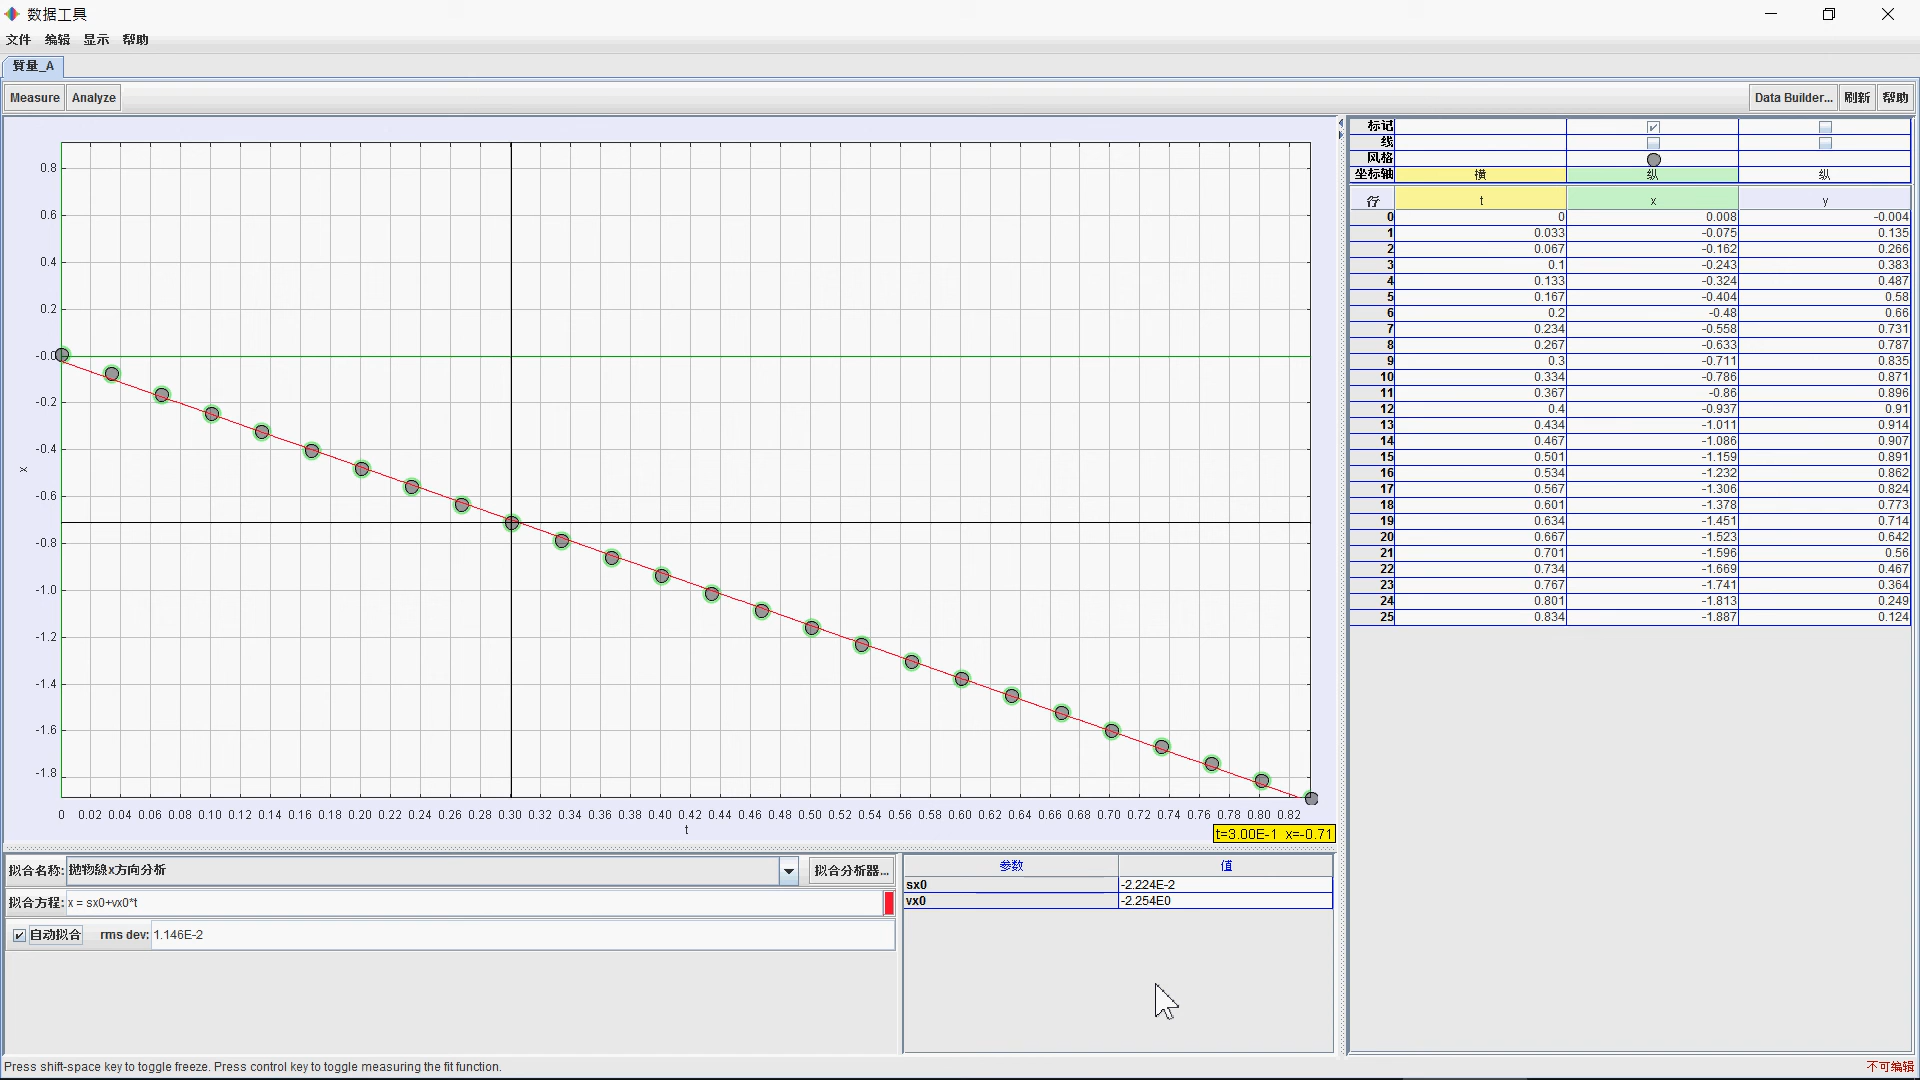 数据工具
文件 编辑 显示 帮助
質量_A
Measure Analyze Data Builder... 刷新 帮助
标记
线
风格
坐标轴 横 纵 纵
行 t x y
0 0 0.008 -0.004
1 0.033 -0.075 0.135
2 0.067 -0.162 0.266
3 0.1 -0.243 0.383
4 0.133 -0.324 0.487
5 0.167 -0.404 0.58
6 0.2 -0.48 0.66
7 0.234 -0.558 0.731
8 0.267 -0.633 0.787
9 0.3 -0.711 0.835
10 0.334 -0.786 0.871
11 0.367 -0.86 0.896
12 0.4 -0.937 0.91
13 0.434 -1.011 0.914
14 0.467 -1.086 0.907
15 0.501 -1.159 0.891
16 0.534 -1.232 0.862
17 0.567 -1.306 0.824
18 0.601 -1.378 0.773
19 0.634 -1.451 0.714
20 0.667 -1.523 0.642
21 0.701 -1.596 0.56
22 0.734 -1.669 0.467
23 0.767 -1.741 0.364
24 0.801 -1.813 0.249
25 0.834 -1.887 0.124
0.8
0.6
0.4
0.2
-0.0
-0.2
-0.4
x
-0.6
-0.8
-1.0
-1.2
-1.4
-1.6
-1.8
0 0.02 0.04 0.06 0.08 0.10 0.12 0.14 0.16 0.18 0.20 0.22 0.24 0.26 0.28 0.30 0.32 0.34 0.36 0.38 0.40 0.42 0.44 0.46 0.48 0.50 0.52 0.54 0.56 0.58 0.60 0.62 0.64 0.66 0.68 0.70 0.72 0.74 0.76 0.78 0.80 0.82
t
t=3.00E-1 x=-0.71
拟合名称: 拋物線x方向分析 拟合分析器...
拟合方程: x = sx0+vx0*t
自动拟合 rms dev: 1.146E-2
参数 值
sx0 -2.224E-2
vx0 -2.254E0
Press shift-space key to toggle freeze. Press control key to toggle measuring the fit function.
不可编辑